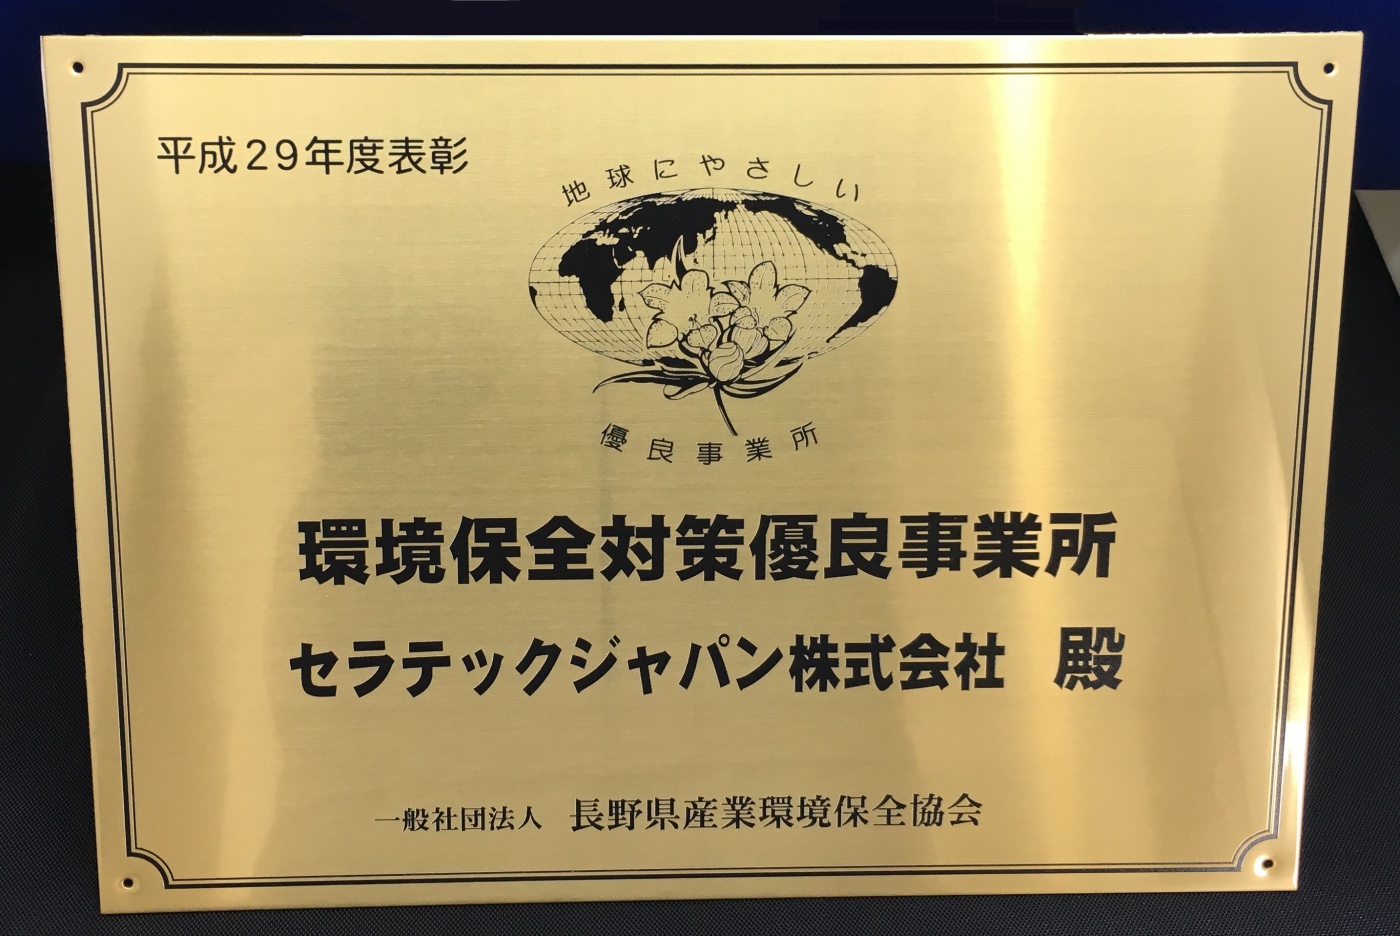 平成29年度表彰
地球にやさしい
優良事業所
環境保全対策優良事業所
セラテックジャパン株式会社 殿
一般社団法人 長野県産業環境保全協会